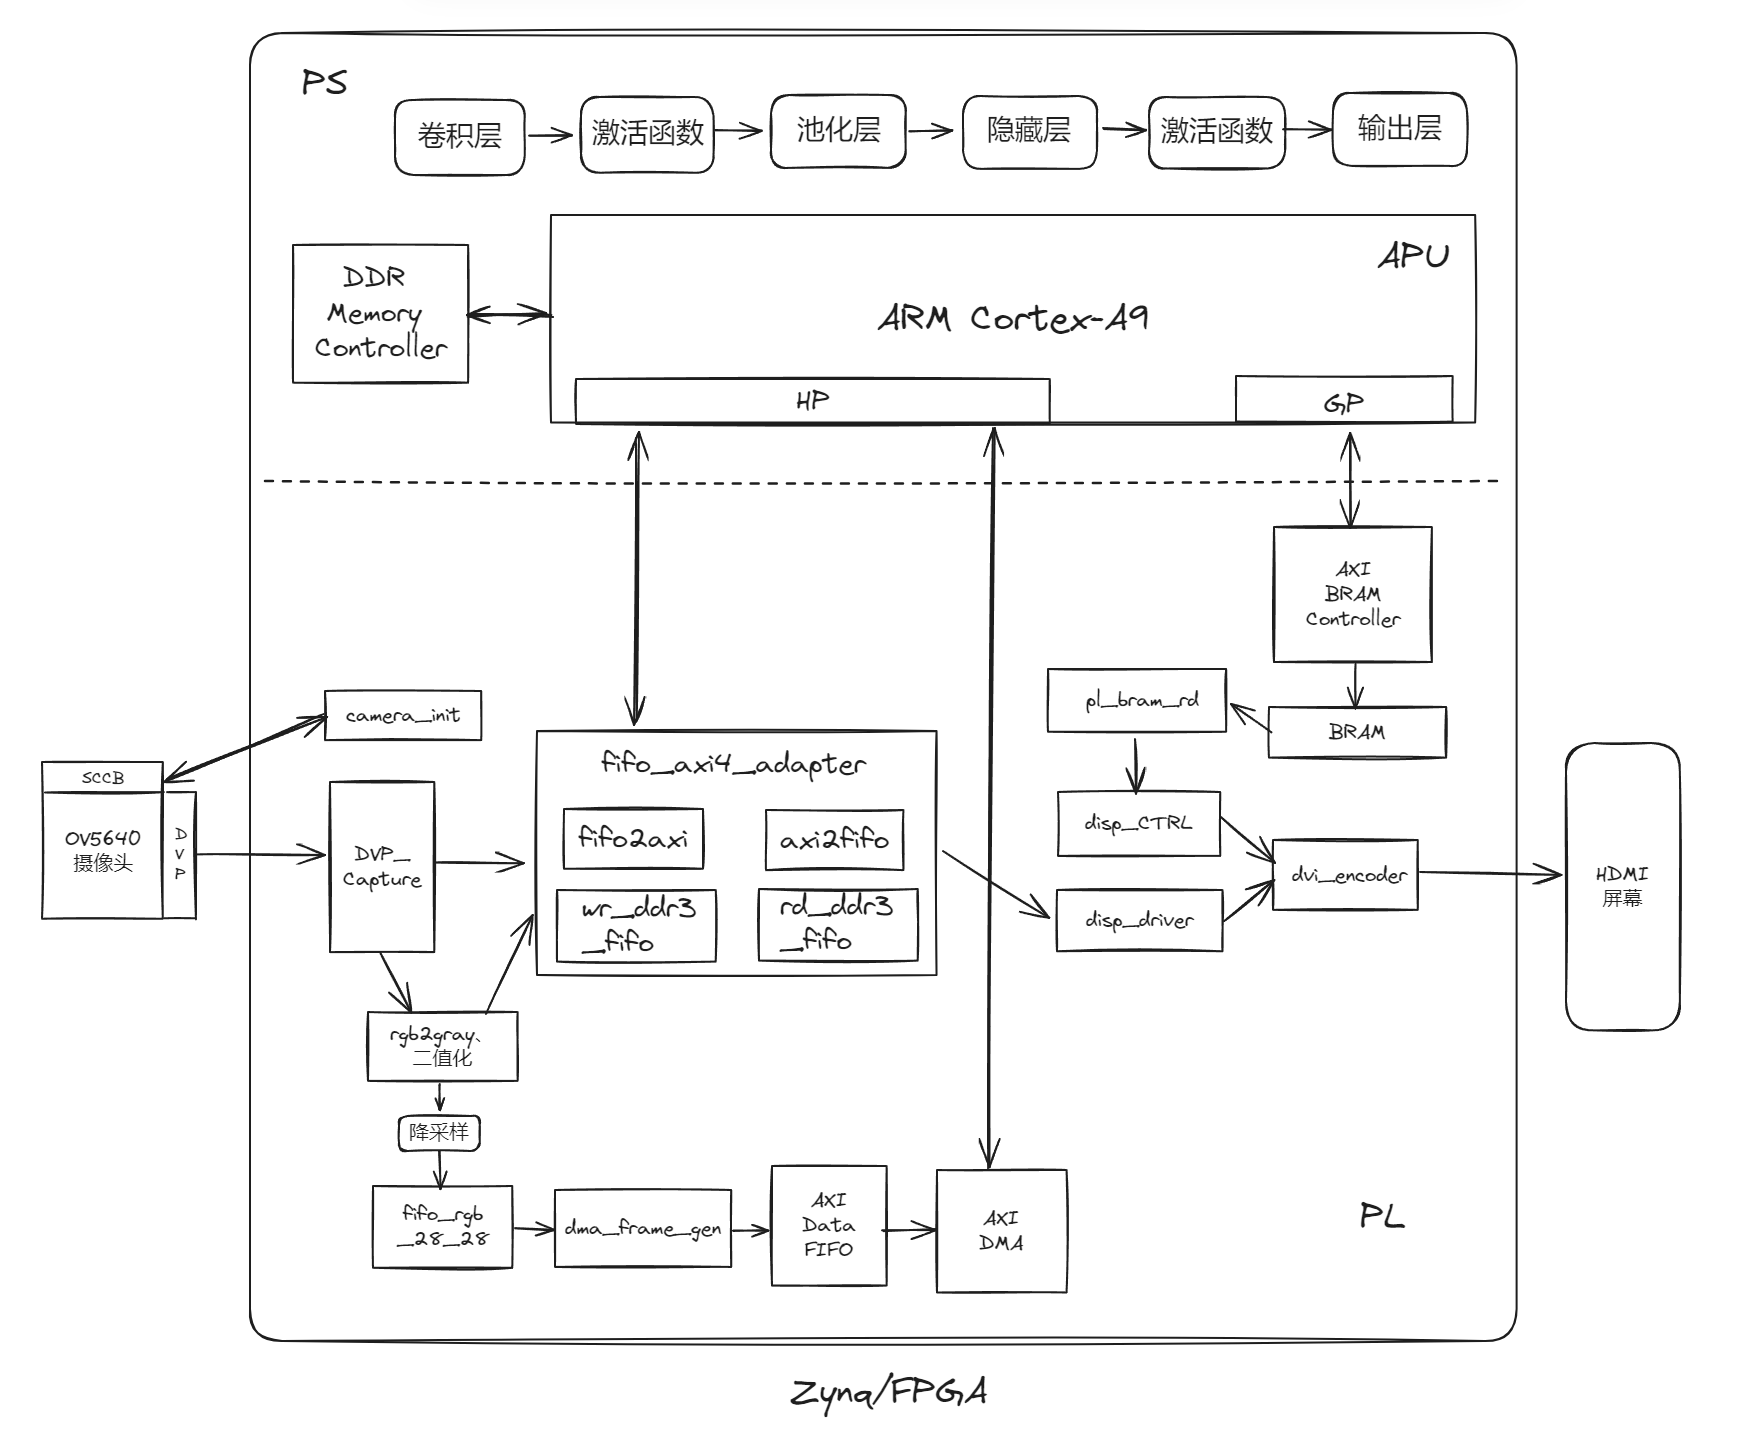 PS
卷积层
激活函数
池化层
隐藏层
激活函数
输出层
DDR
Memory
Controller
APU
ARM Cortex-A9
HP
GP
AXI
BRAM
Controller
camera_init
pl_bram_rd
BRAM
SCCB
OV5640
摄像头
D
V
P
DVP_
Capture
fifo_axi4_adapter
fifo2axi
axi2fifo
wr_ddr3
_fifo
rd_ddr3
_fifo
disp_CTRL
disp_driver
dvi_encoder
HDMI
屏幕
rgb2gray、
二值化
降采样
fifo_rgb
_28_28
dma_frame_gen
AXI
Data
FIFO
AXI
DMA
PL
Zynq/FPGA